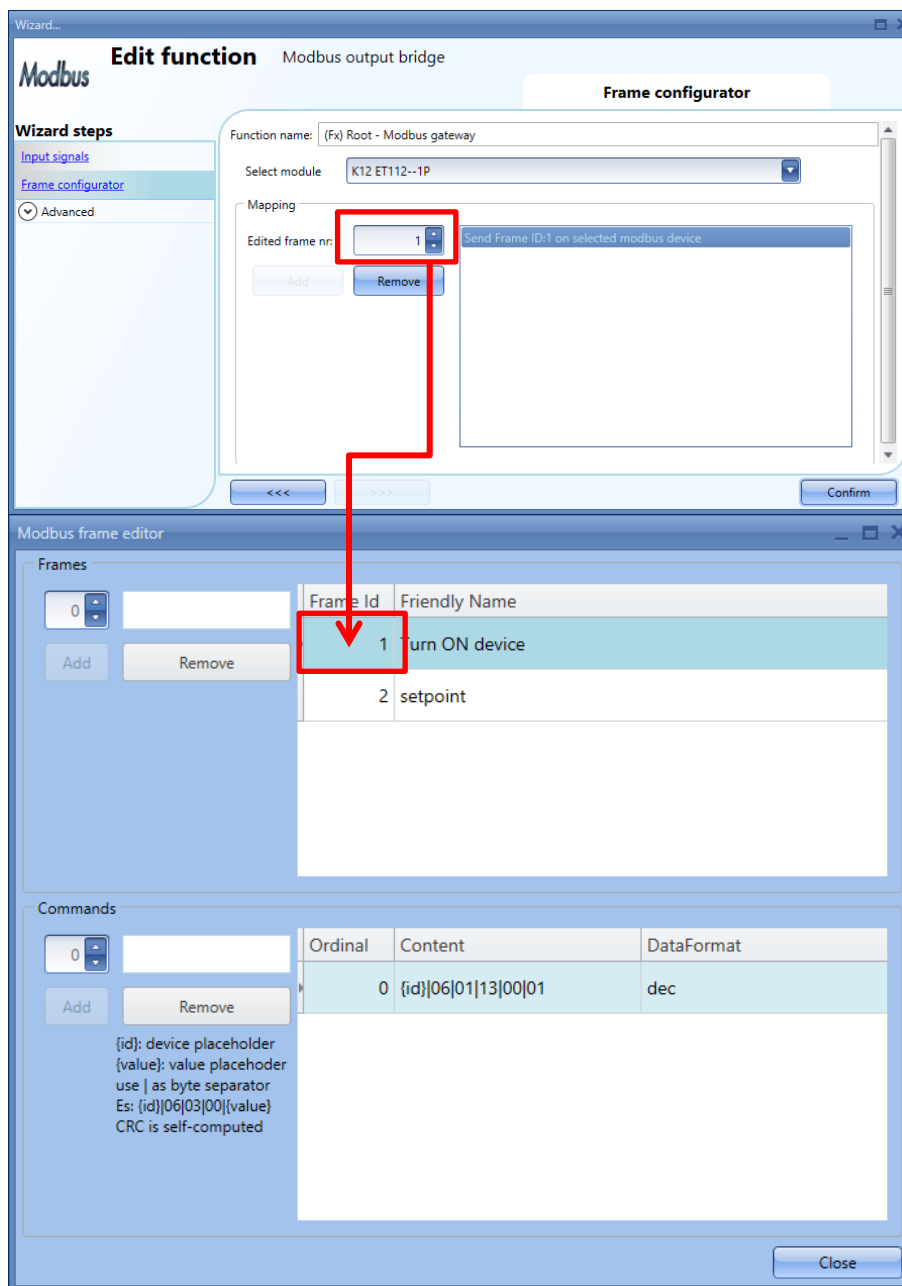 Wizard...
Modbus
Edit function Modbus output bridge
Frame configurator
Wizard steps
Input signals
Frame configurator
Advanced
Function name: (Fx) Root - Modbus gateway
Select module K12 ET112--1P
Mapping
Edited frame nr: 1
Send Frame ID:1 on selected modbus device
Add Remove
<<< >>> Confirm
Modbus frame editor
Frames
0
Add Remove
Frame Id Friendly Name
1 Turn ON device
2 setpoint
Commands
0
Add Remove
{id}: device placeholder
{value}: value placehoder
use | as byte separator
Es: {id}|06|03|00|{value}
CRC is self-computed
Ordinal Content DataFormat
0 {id}|06|01|13|00|01 dec
Close